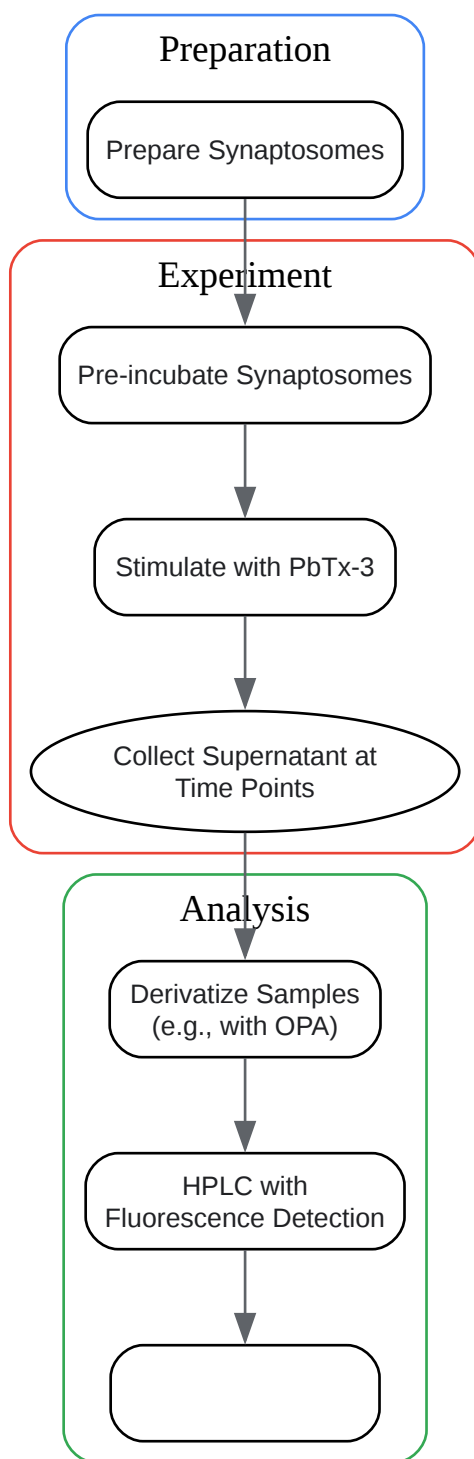 Preparation
Prepare Synaptosomes
Experiment
Pre-incubate Synaptosomes
Stimulate with PbTx-3
Collect Supernatant at
Time Points
Analysis
Derivatize Samples
(e.g., with OPA)
HPLC with
Fluorescence Detection